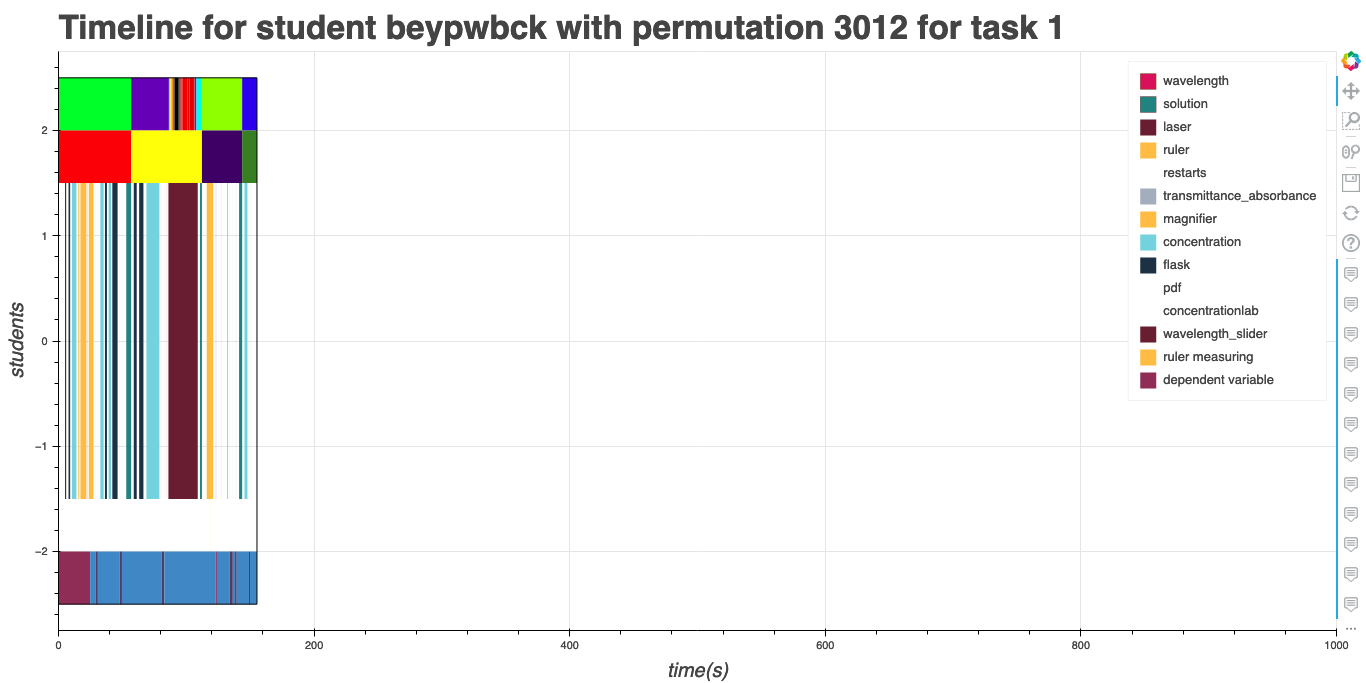 Timeline for student beypwbck with permutation 3012 for task 1
wavelength
solution
laser
ruler
restarts
transmittance_absorbance
magnifier
concentration
flask
pdf
concentrationlab
wavelength_slider
ruler measuring
dependent variable
students
2
1
0
−1
−2
0 200 400 600 800 1000
time(s)